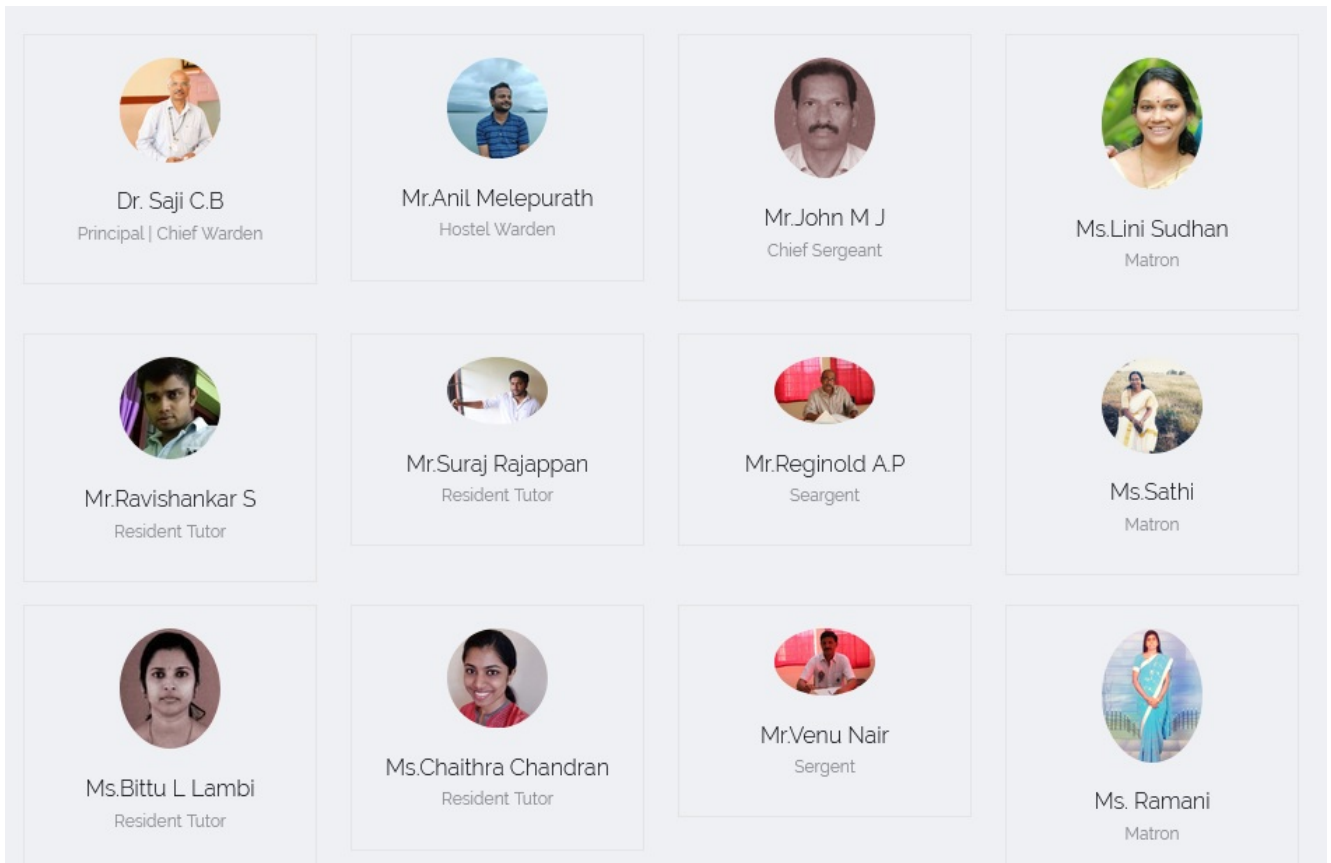 Dr. Saji C.B
Principal | Chief Warden
Mr.Anil Melepurath
Hostel Warden
Mr.John M J
Chief Sergeant
Ms.Lini Sudhan
Matron
Mr.Ravishankar S
Resident Tutor
Mr.Suraj Rajappan
Resident Tutor
Mr.Reginold A.P
Seargent
Ms.Sathi
Matron
Ms.Bittu L Lambi
Resident Tutor
Ms.Chaithra Chandran
Resident Tutor
Mr.Venu Nair
Sergent
Ms. Ramani
Matron